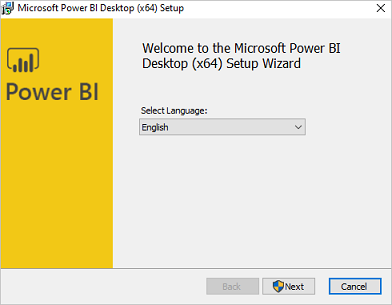 Microsoft Power BI Desktop (x64) Setup
Power BI
Welcome to the Microsoft Power BI
Desktop (x64) Setup Wizard
Select Language:
English
Back
Next
Cancel